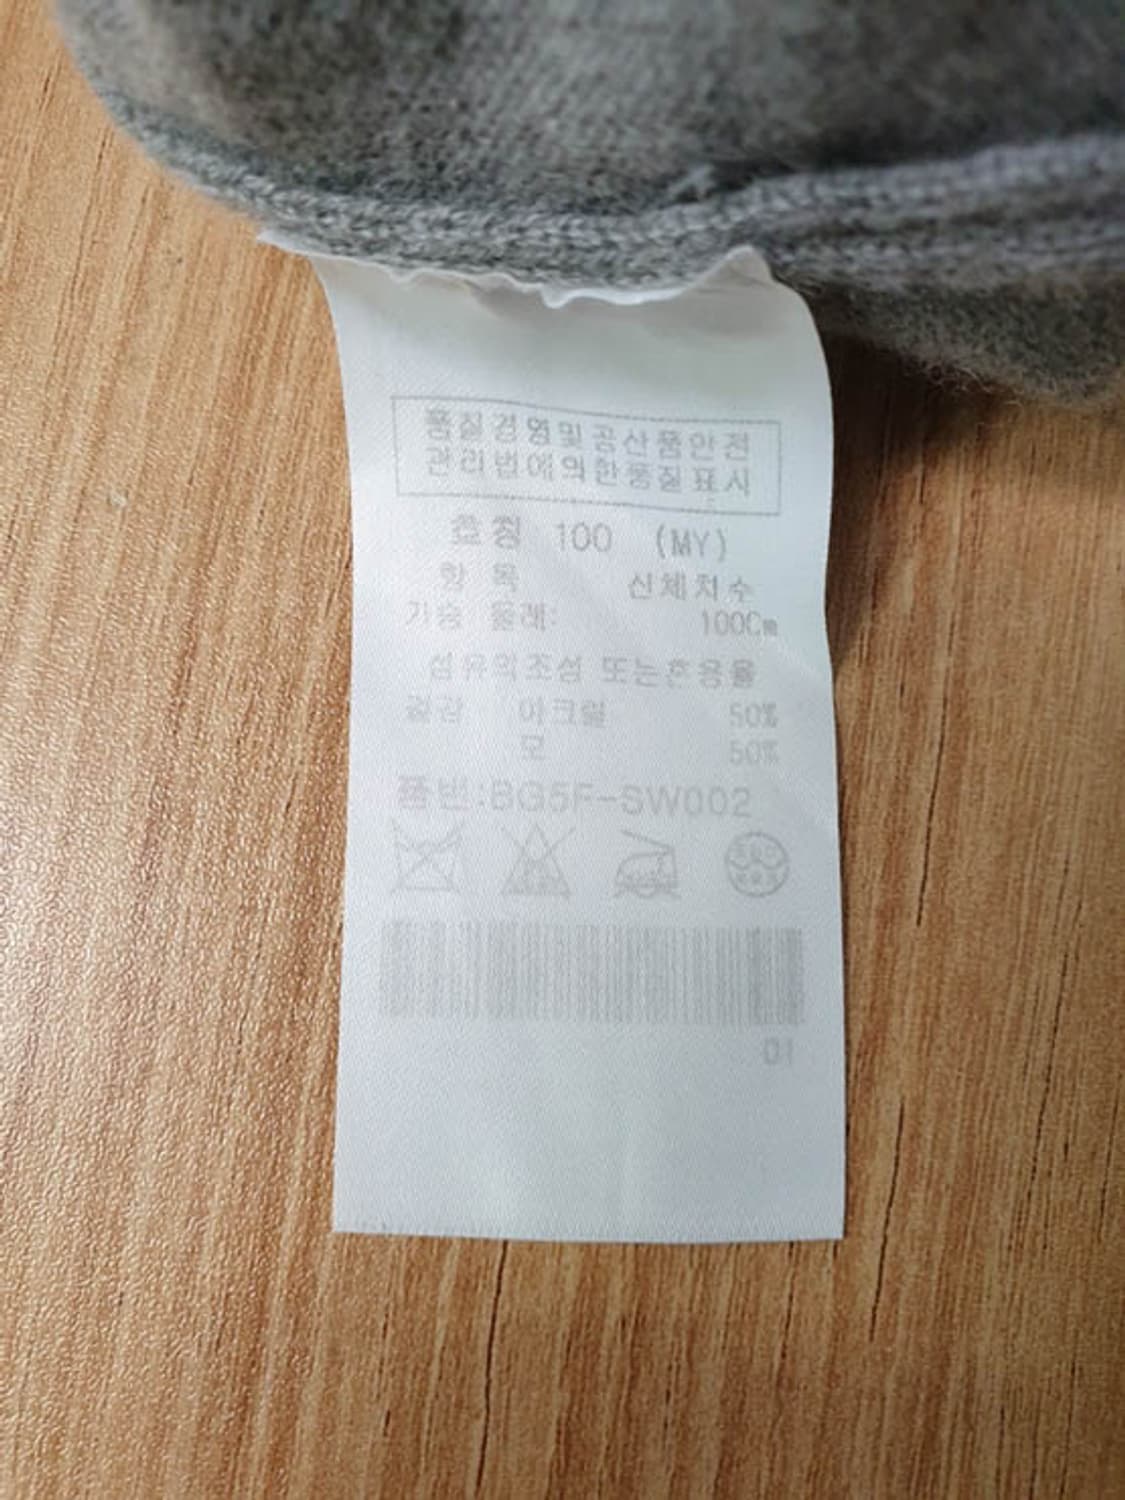 품질경영및공산품안전
관리법에의한품질표시
호칭 100 (MY)
항 목 신체치수
가슴 둘레: 100Cm
섬유의조성 또는혼용율
겉감 아크릴 50%
모 50%
품번:BG5F-SW002
01